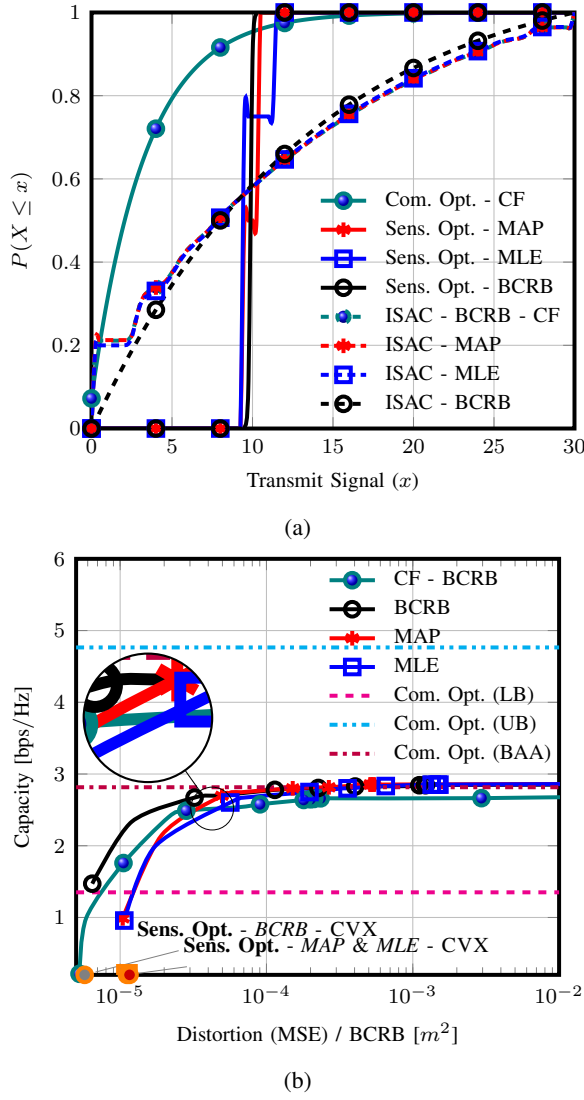 1
0.8
0.6
0.4
0.2
0
P(X ≤ x)
Com. Opt. - CF
Sens. Opt. - MAP
Sens. Opt. - MLE
Sens. Opt. - BCRB
ISAC - BCRB - CF
ISAC - MAP
ISAC - MLE
ISAC - BCRB
0 5 10 15 20 25 30
Transmit Signal (x)
(a)
6
5
4
3
2
1
Capacity [bps/Hz]
CF - BCRB
BCRB
MAP
MLE
Com. Opt. (LB)
Com. Opt. (UB)
Com. Opt. (BAA)
Sens. Opt. - BCRB - CVX
Sens. Opt. - MAP & MLE - CVX
10⁻⁵ 10⁻⁴ 10⁻³ 10⁻²
Distortion (MSE) / BCRB [m²]
(b)